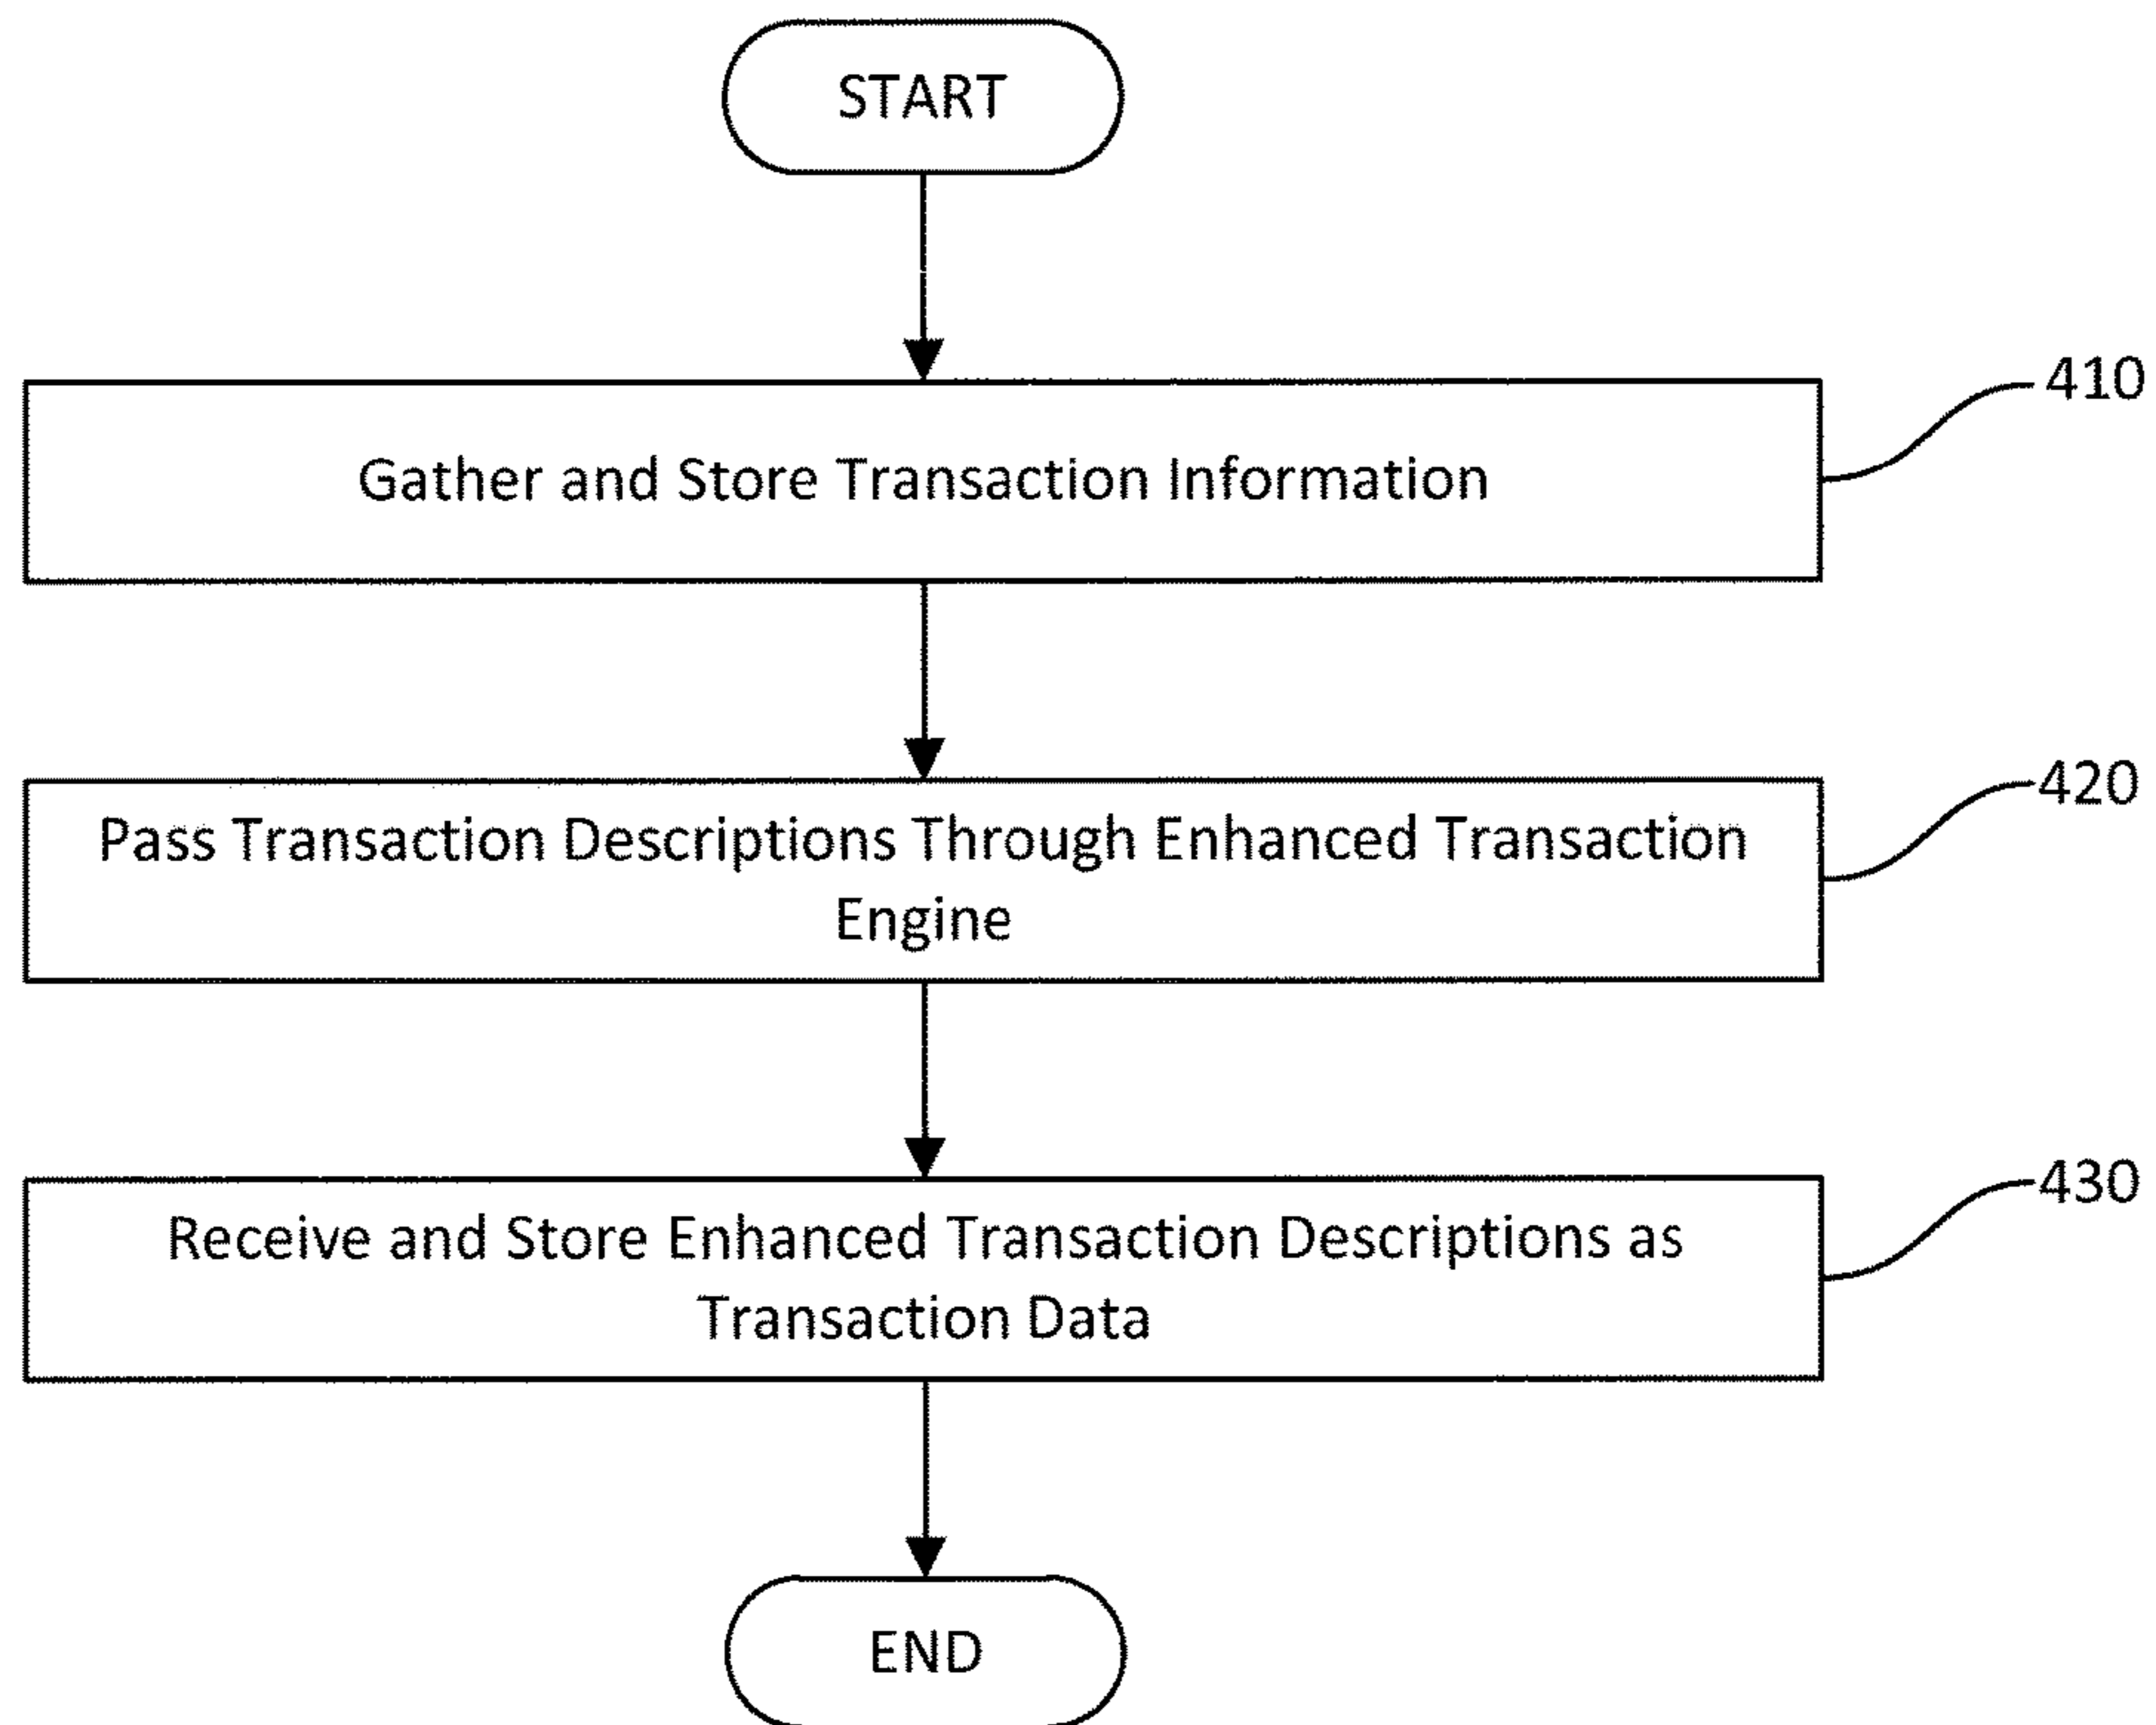 START
410
Gather and Store Transaction Information
420
Pass Transaction Descriptions Through Enhanced Transaction
Engine
430
Receive and Store Enhanced Transaction Descriptions as
Transaction Data
END